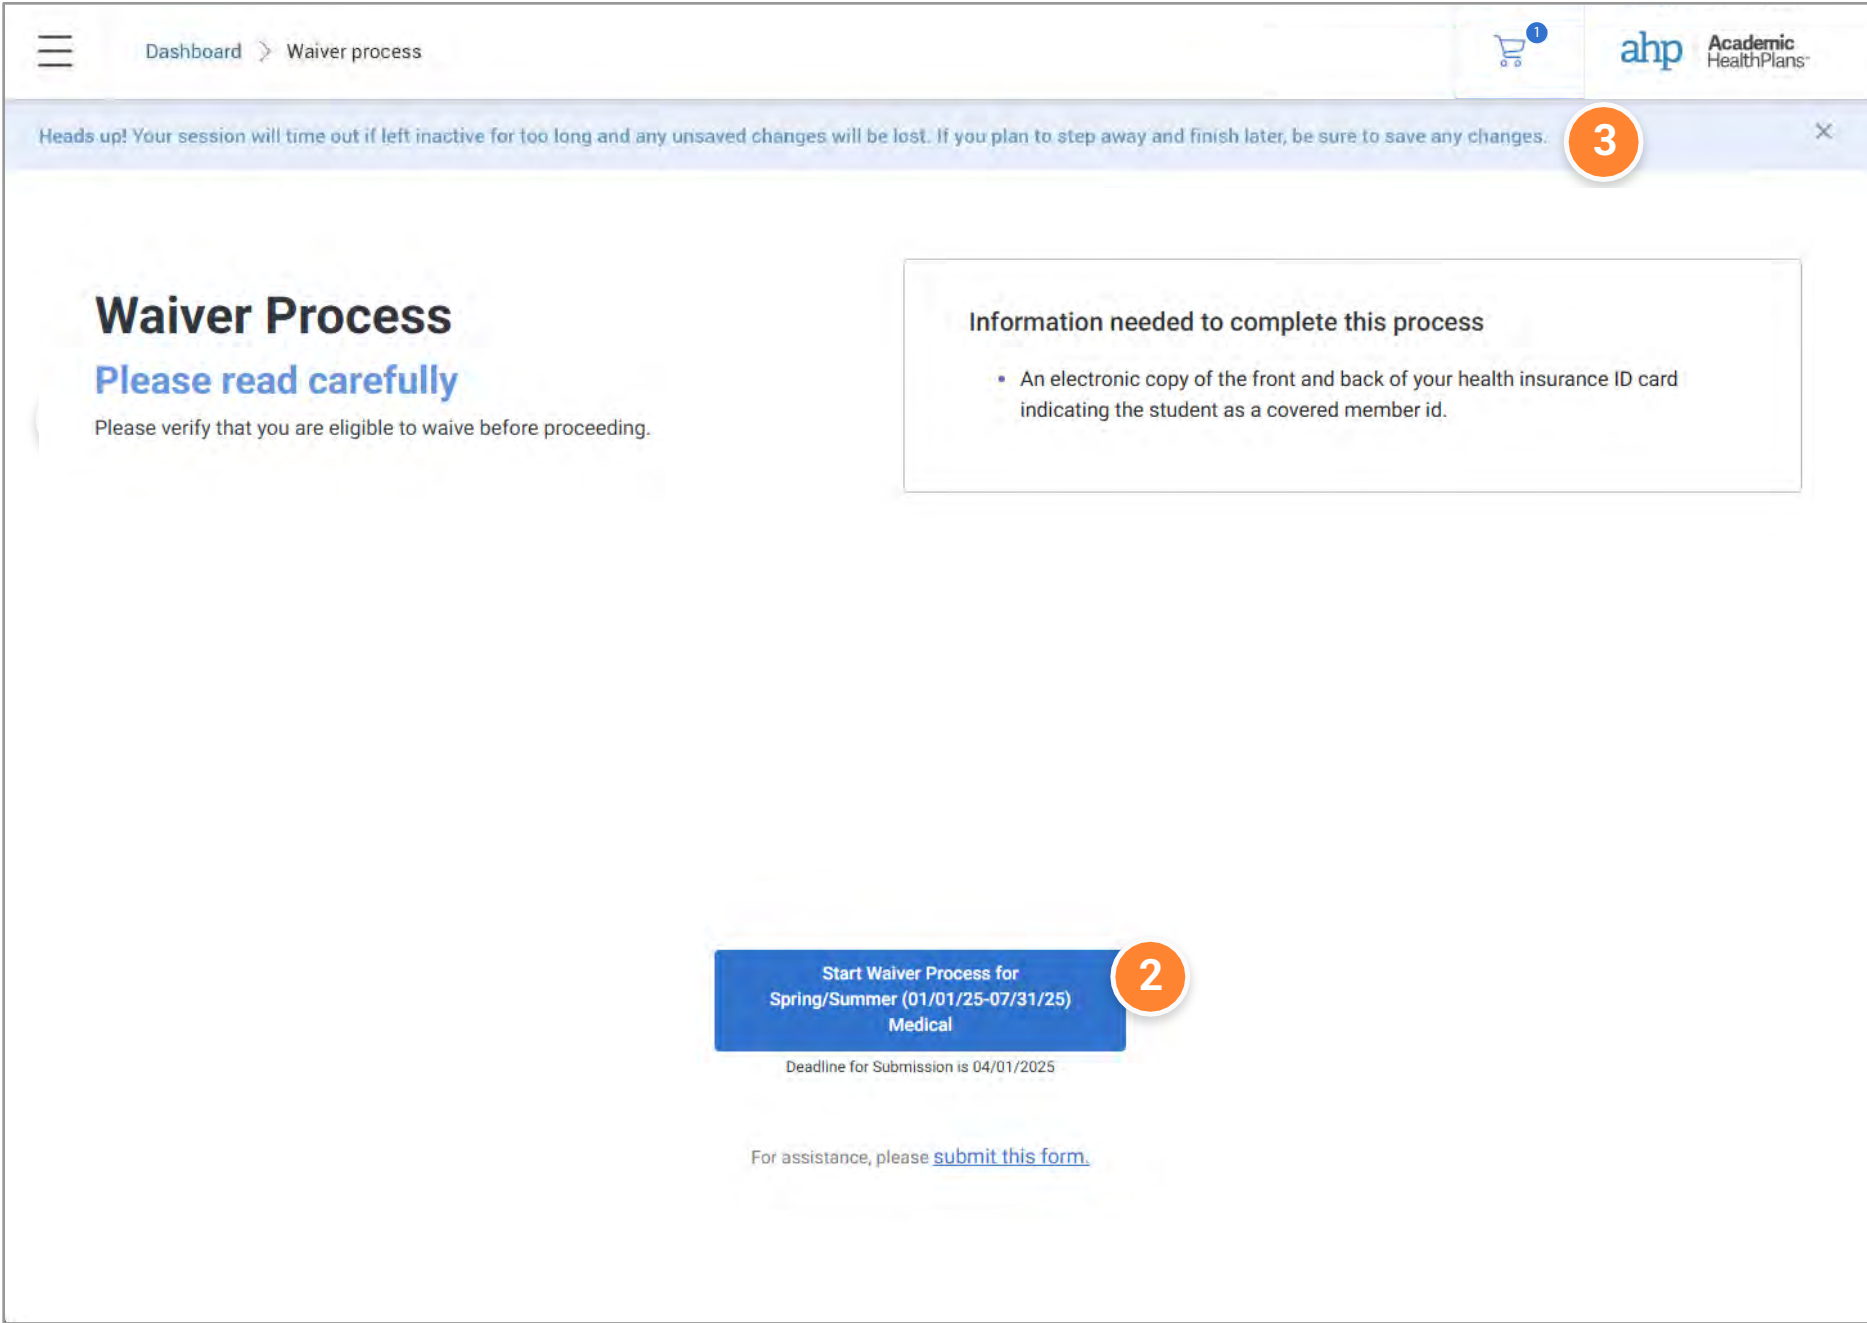 Dashboard > Waiver process
1
ahp Academic
HealthPlans
Heads up! Your session will time out if left inactive for too long and any unsaved changes will be lost. If you plan to step away and finish later, be sure to save any changes.
3
Waiver Process
Please read carefully
Please verify that you are eligible to waive before proceeding.
Information needed to complete this process
• An electronic copy of the front and back of your health insurance ID card
indicating the student as a covered member id.
Start Waiver Process for
Spring/Summer (01/01/25-07/31/25)
Medical
2
Deadline for Submission is 04/01/2025
For assistance, please submit this form.